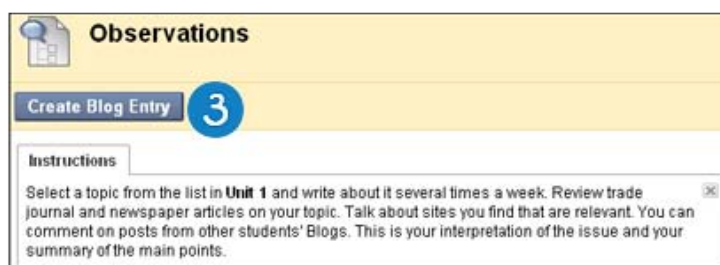 Observations
Create Blog Entry 3
Instructions
Select a topic from the list in Unit 1 and write about it several times a week. Review trade
journal and newspaper articles on your topic. Talk about sites you find that are relevant. You can
comment on posts from other students' Blogs. This is your interpretation of the issue and your
summary of the main points.